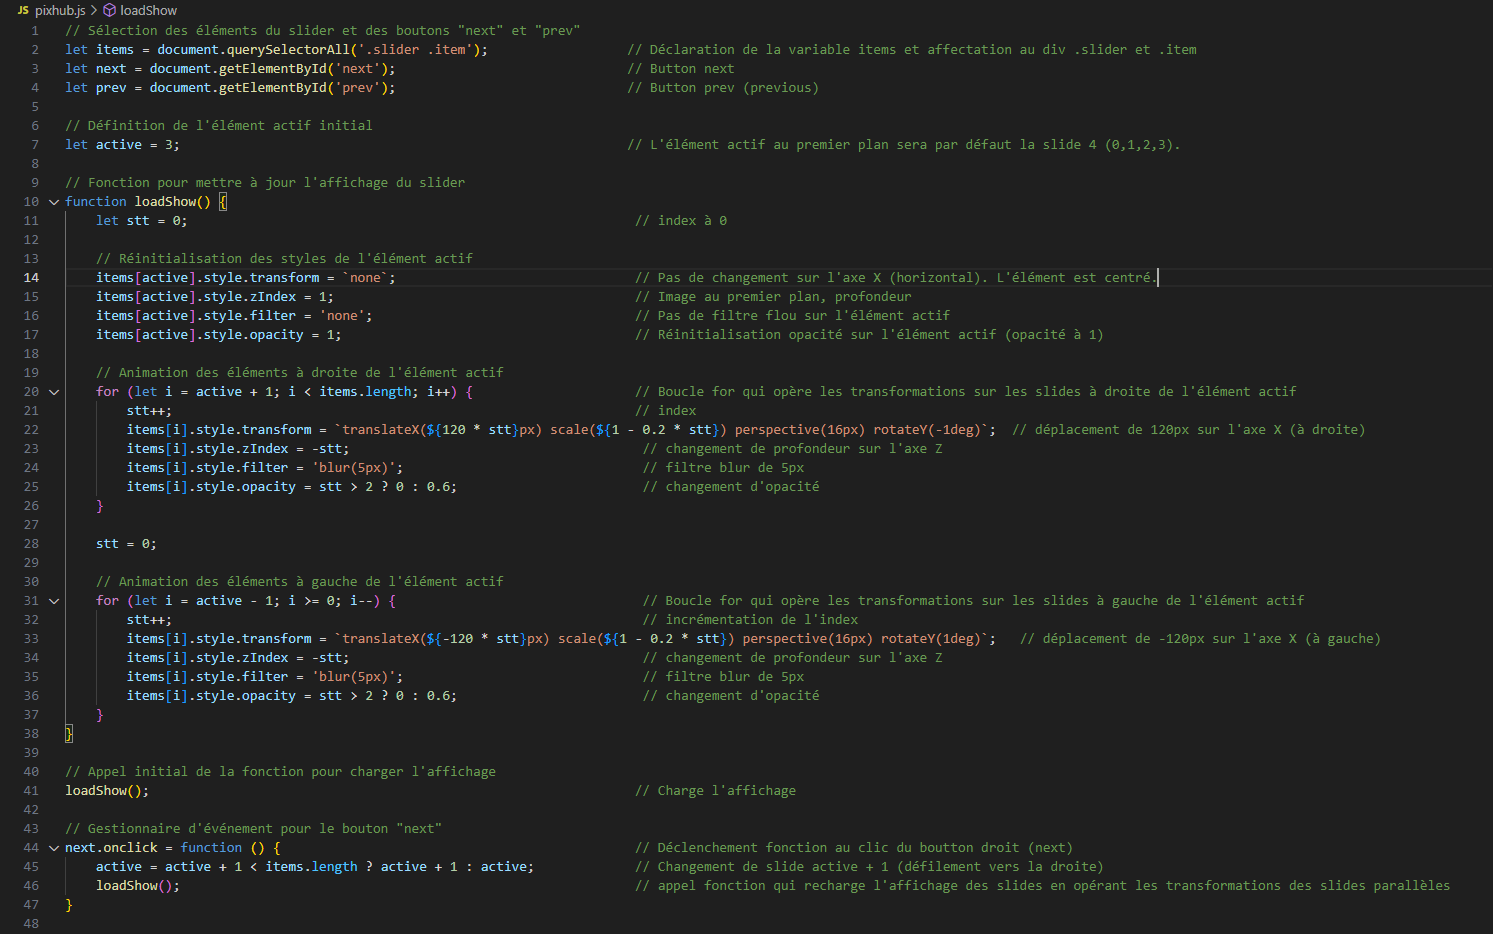 JS pixhub.js > loadShow
1 // Sélection des éléments du slider et des boutons "next" et "prev"
2 let items = document.querySelectorAll('.slider .item'); // Déclaration de la variable items et affectation au div .slider et .item
3 let next = document.getElementById('next'); // Button next
4 let prev = document.getElementById('prev'); // Button prev (previous)
5
6 // Définition de l'élément actif initial
7 let active = 3; // L'élément actif au premier plan sera par défaut la slide 4 (0,1,2,3).
8
9 // Fonction pour mettre à jour l'affichage du slider
10 function loadShow() {
11 let stt = 0; // index à 0
12
13 // Réinitialisation des styles de l'élément actif
14 items[active].style.transform = `none`; // Pas de changement sur l'axe X (horizontal). L'élément est centré.
15 items[active].style.zIndex = 1; // Image au premier plan, profondeur
16 items[active].style.filter = 'none'; // Pas de filtre flou sur l'élément actif
17 items[active].style.opacity = 1; // Réinitialisation opacité sur l'élément actif (opacité à 1)
18
19 // Animation des éléments à droite de l'élément actif
20 for (let i = active + 1; i < items.length; i++) { // Boucle for qui opère les transformations sur les slides à droite de l'élément actif
21 stt++; // index
22 items[i].style.transform = `translateX(${120 * stt}px) scale(${1 - 0.2 * stt}) perspective(16px) rotateY(-1deg)`; // déplacement de 120px sur l'axe X (à droite)
23 items[i].style.zIndex = -stt; // changement de profondeur sur l'axe Z
24 items[i].style.filter = 'blur(5px)'; // filtre blur de 5px
25 items[i].style.opacity = stt > 2 ? 0 : 0.6; // changement d'opacité
26 }
27
28 stt = 0;
29
30 // Animation des éléments à gauche de l'élément actif
31 for (let i = active - 1; i >= 0; i--) { // Boucle for qui opère les transformations sur les slides à gauche de l'élément actif
32 stt++; // incrémentation de l'index
33 items[i].style.transform = `translateX(${-120 * stt}px) scale(${1 - 0.2 * stt}) perspective(16px) rotateY(1deg)`; // déplacement de -120px sur l'axe X (à gauche)
34 items[i].style.zIndex = -stt; // changement de profondeur sur l'axe Z
35 items[i].style.filter = 'blur(5px)'; // filtre blur de 5px
36 items[i].style.opacity = stt > 2 ? 0 : 0.6; // changement d'opacité
37 }
38 }
39
40 // Appel initial de la fonction pour charger l'affichage
41 loadShow(); // Charge l'affichage
42
43 // Gestionnaire d'événement pour le bouton "next"
44 next.onclick = function () { // Déclenchement fonction au clic du boutton droit (next)
45 active = active + 1 < items.length ? active + 1 : active; // Changement de slide active + 1 (défilement vers la droite)
46 loadShow(); // appel fonction qui recharge l'affichage des slides en opérant les transformations des slides parallèles
47 }
48